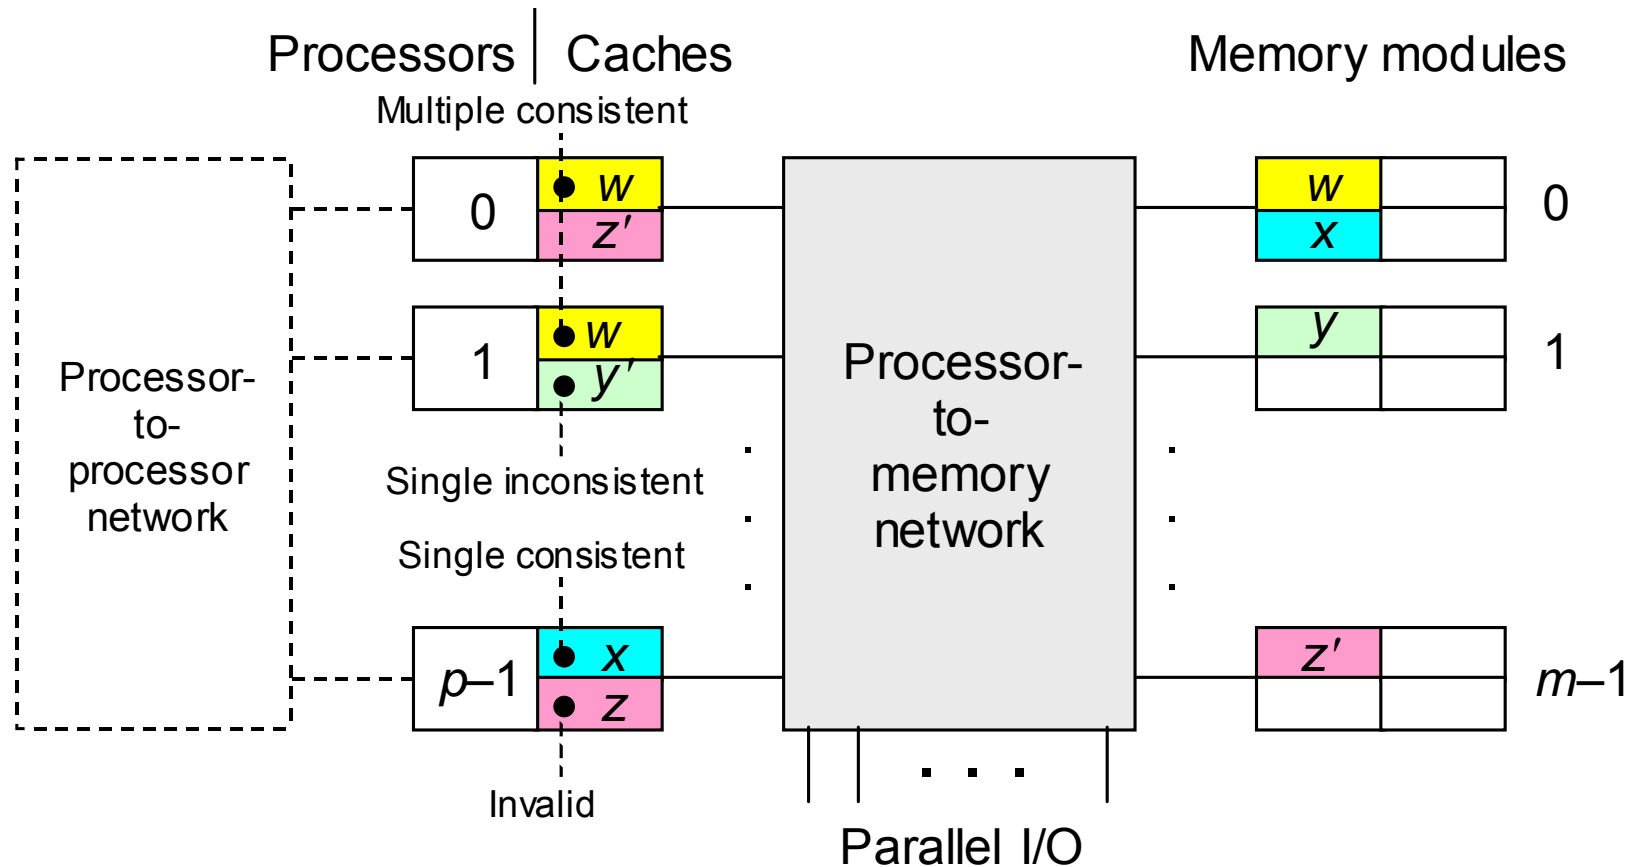 Processors Caches Memory modules
Multiple consistent
0 w w 0
z′ x
1 w y 1
y′
Processor-
to-
processor
network
Processor-
to-
memory
network
Single inconsistent
Single consistent
p–1 x z′ m–1
z
Invalid
Parallel I/O